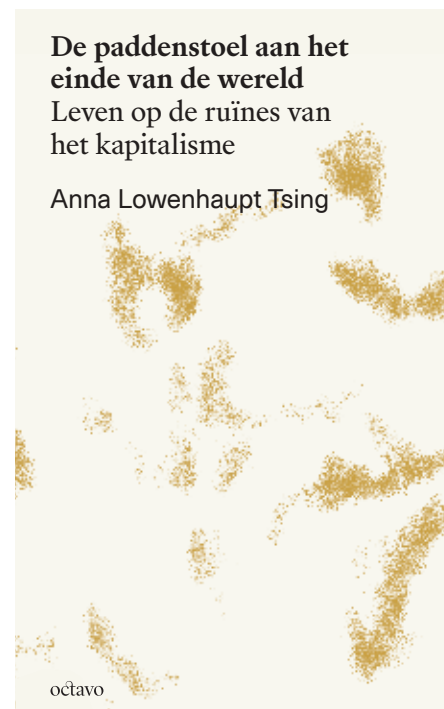 De paddenstoel aan het
einde van de wereld
Leven op de ruïnes van
het kapitalisme
Anna Lowenhaupt Tsing
octavo